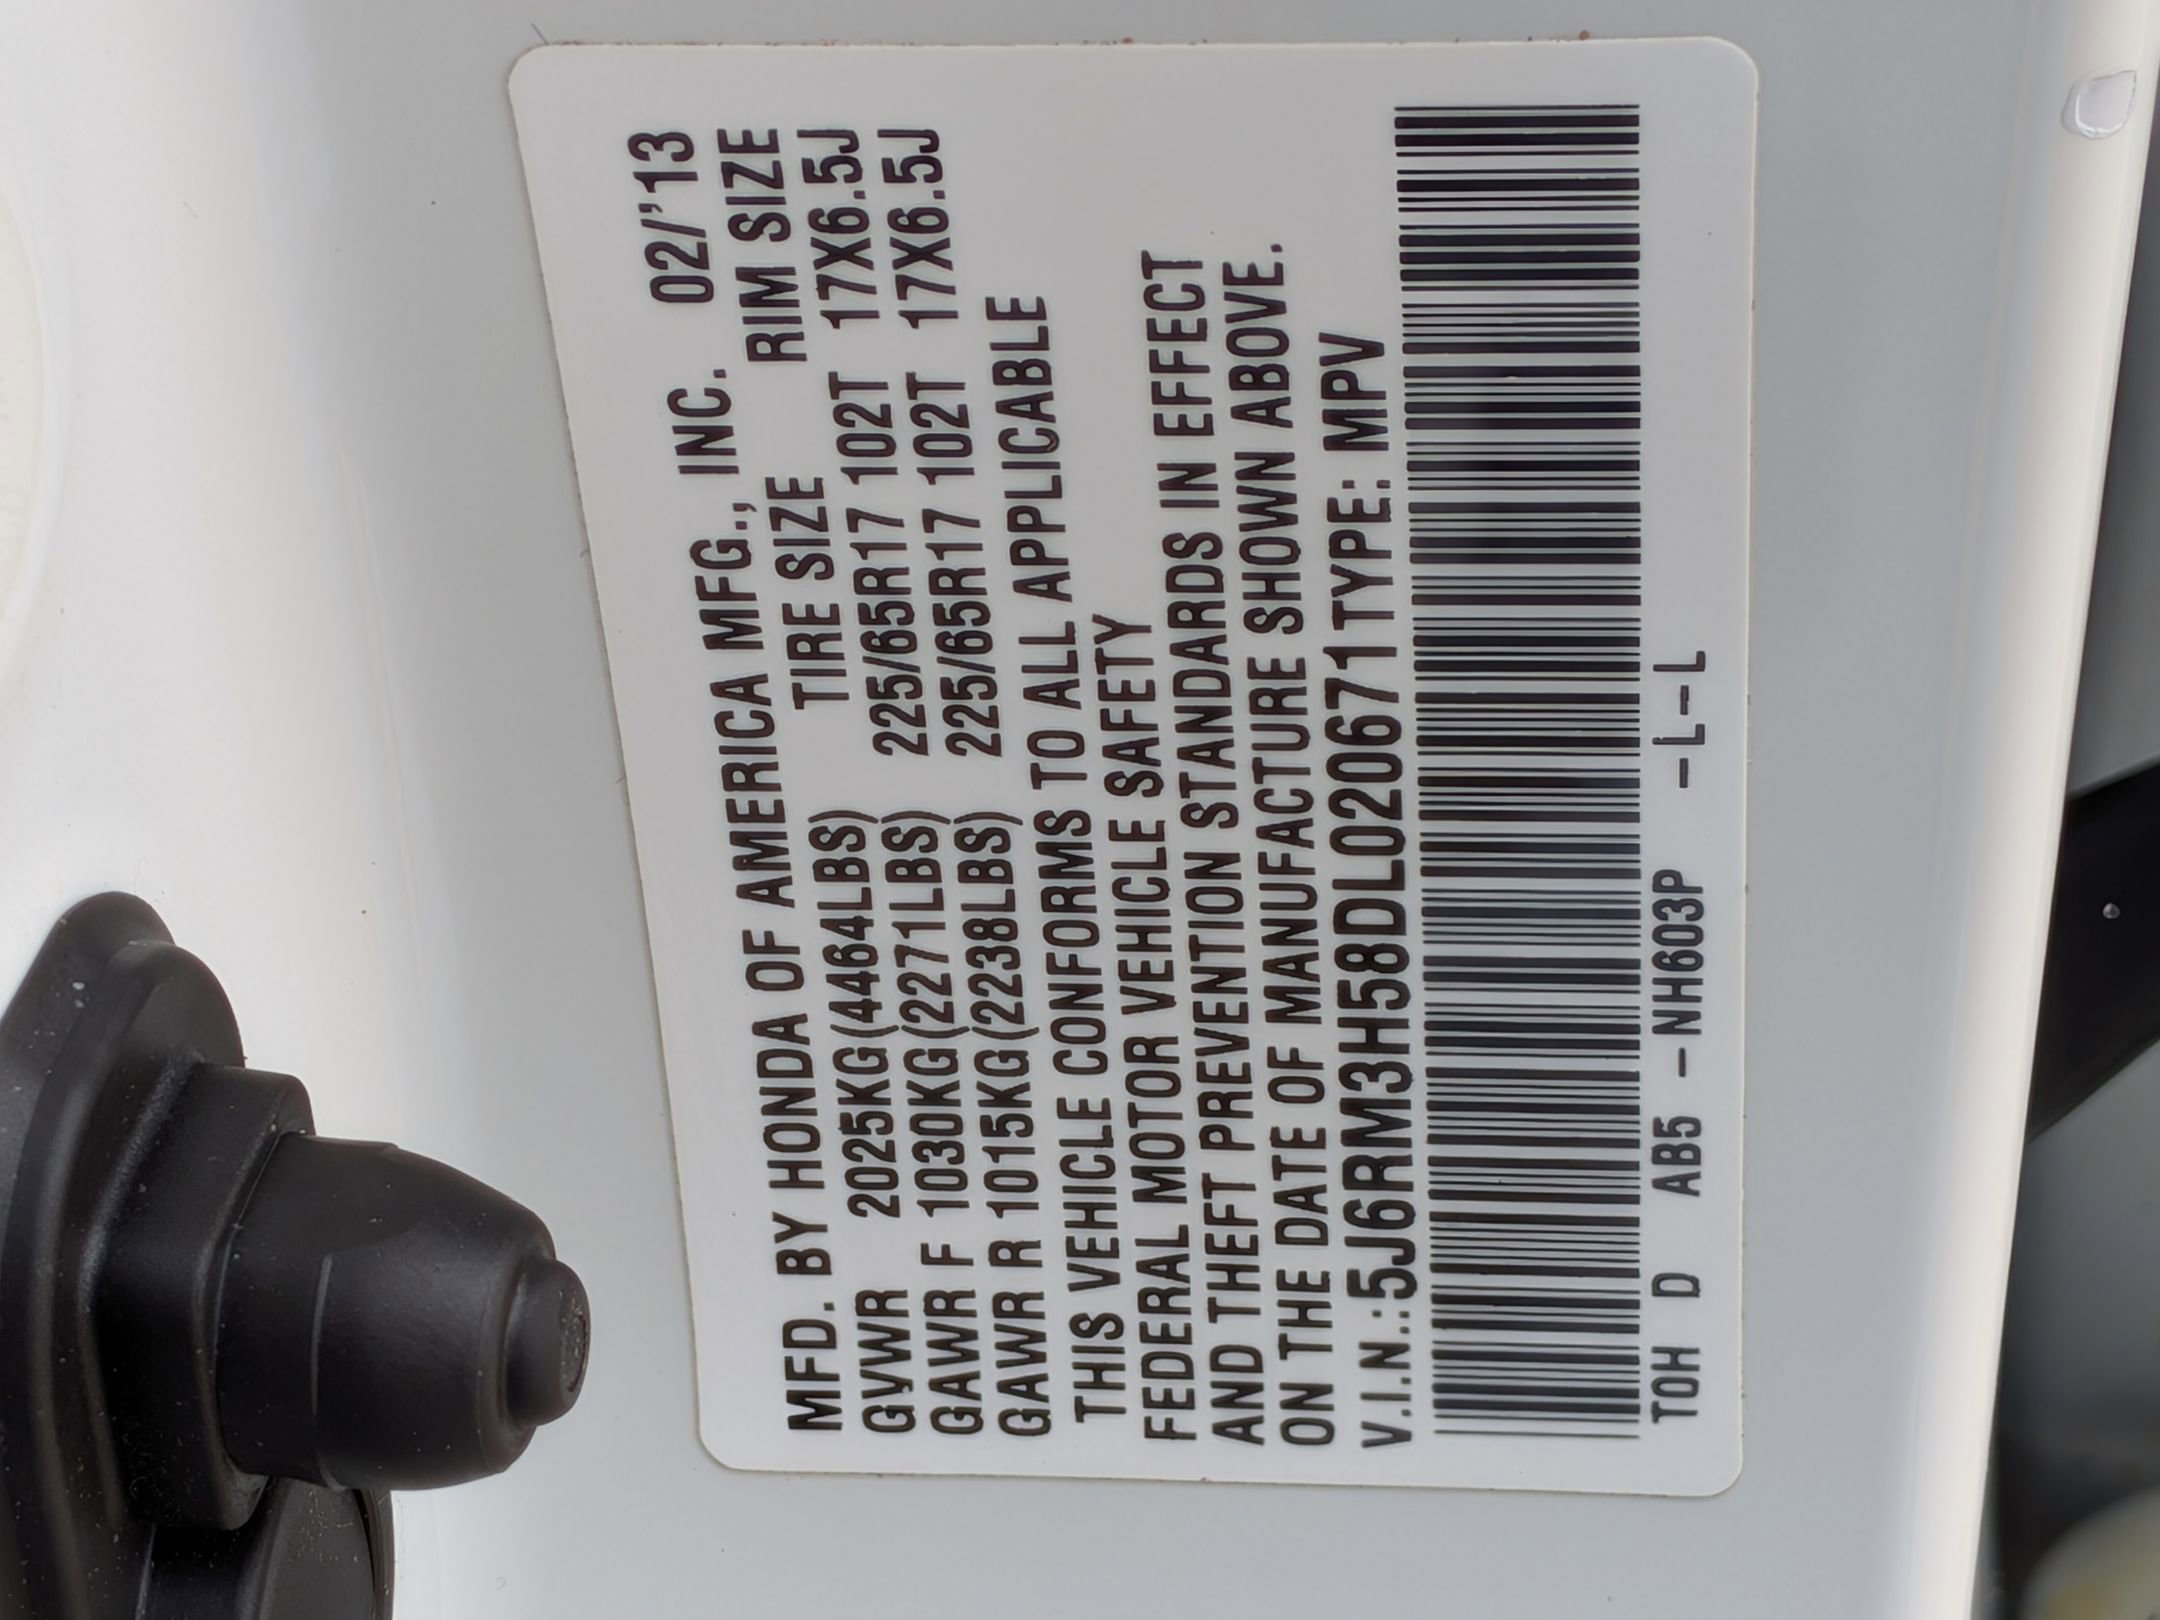 MFD. BY HONDA OF AMERICA MFG., INC. 02/'13
TIRE SIZE RIM SIZE
GVWR 2025KG(4464LBS)
GAWR F 1030KG(2271LBS) 225/65R17 102T 17X6.5J
GAWR R 1015KG(2238LBS) 225/65R17 102T 17X6.5J
THIS VEHICLE CONFORMS TO ALL APPLICABLE
FEDERAL MOTOR VEHICLE SAFETY
AND THEFT PREVENTION STANDARDS IN EFFECT
ON THE DATE OF MANUFACTURE SHOWN ABOVE.
V.I.N.:5J6RM3H58DL020671TYPE: MPV
TOH D AB5 -NH603P -L-L